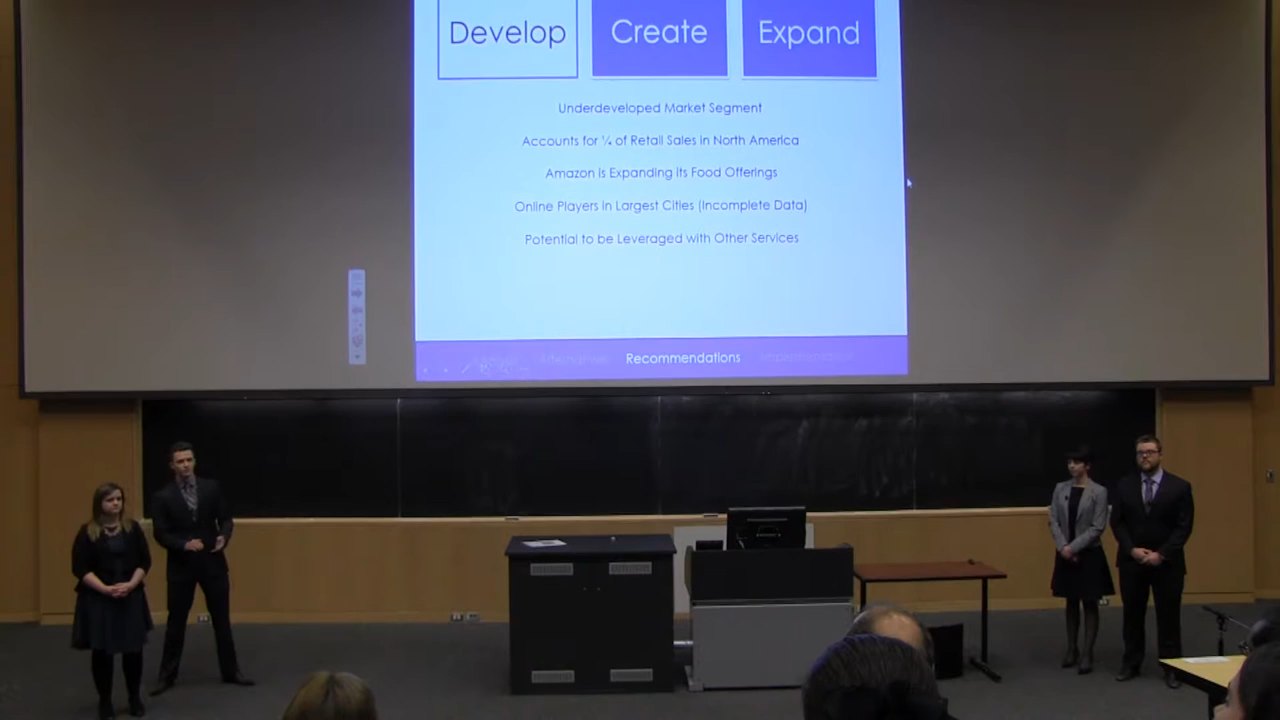 Develop Create Expand
Underdeveloped Market Segment
Accounts for ¼ of Retail Sales in North America
Amazon is Expanding its Food Offerings
Online Players in Largest Cities (Incomplete Data)
Potential to be Leveraged with Other Services
Recommendations